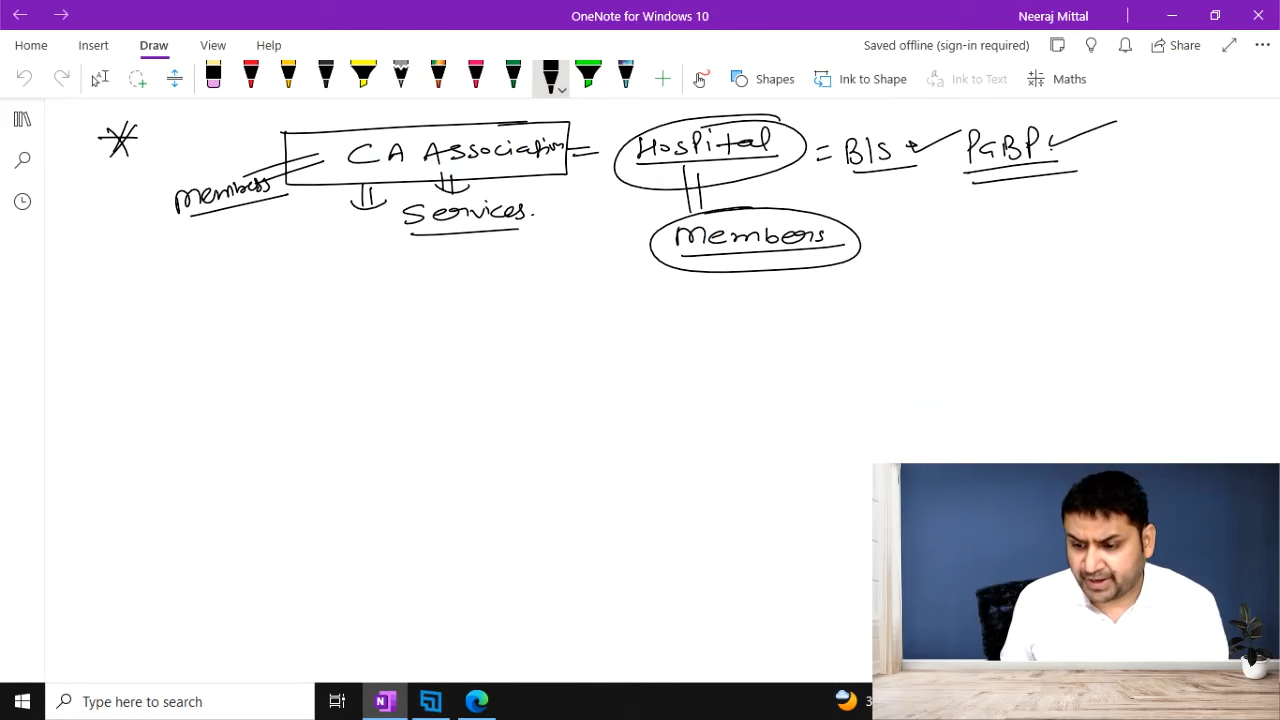 OneNote for Windows 10
Neeraj Mittal
Home Insert Draw View Help
Saved offline (sign-in required)
Share
Shapes
Ink to Shape
Ink to Text
Maths
CA Association = Hospital = B/S PGBP
members
Services.
Members
Type here to search
3